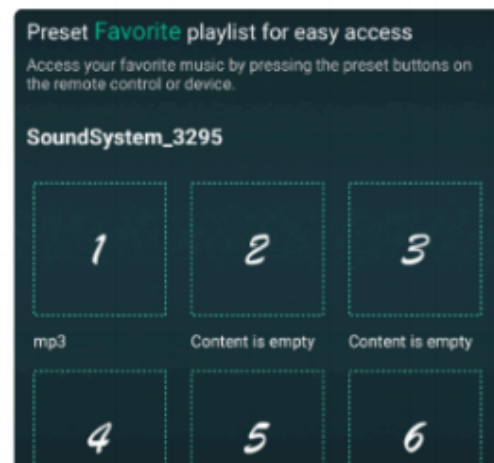 Preset Favorite playlist for easy access
Access your favorite music by pressing the preset buttons on
the remote control or device.
SoundSystem_3295
1 2 3
mp3 Content is empty Content is empty
4 5 6